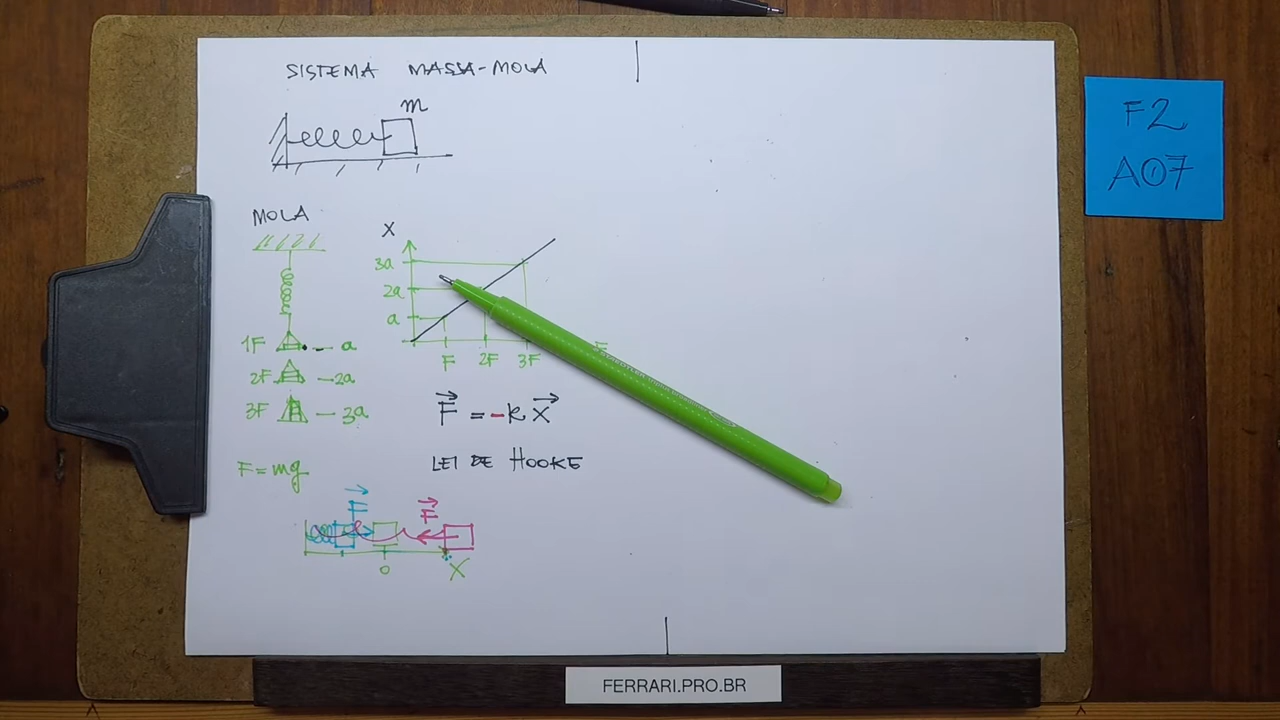 SISTEMA MASSA-MOLA
m
MOLA
X
3a
2a
a
F 2F 3F
F
1F a
2F 2a
3F 3a
F = -k X
LEI DE HOOKE
F = mg
F F
0 X
F2
A07
FERRARI.PRO.BR